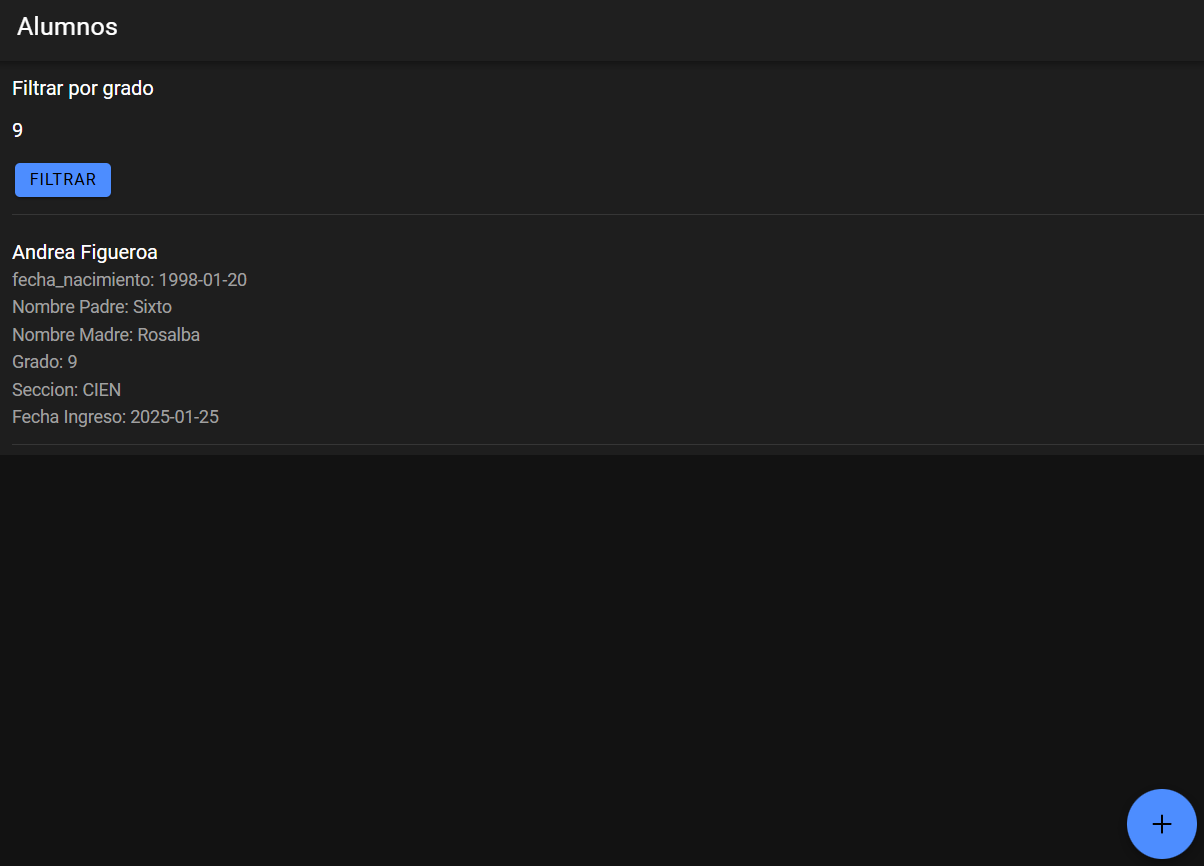 Alumnos
Filtrar por grado
9
FILTRAR
Andrea Figueroa
fecha_nacimiento: 1998-01-20
Nombre Padre: Sixto
Nombre Madre: Rosalba
Grado: 9
Seccion: CIEN
Fecha Ingreso: 2025-01-25
+